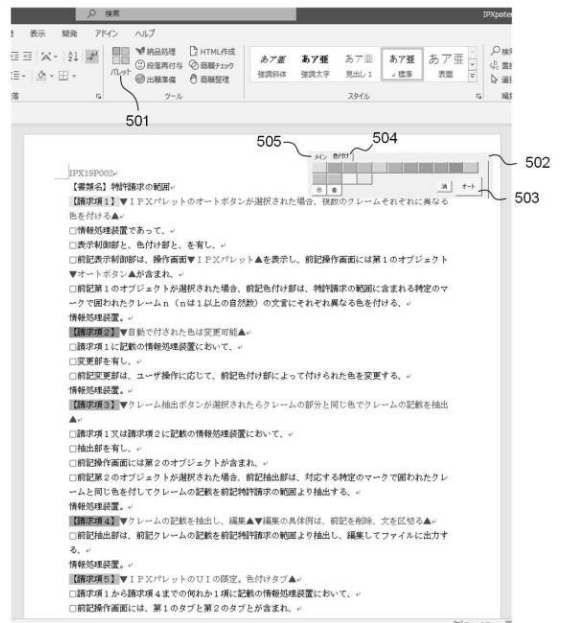 検索
IPXpater
表示 開発 アドイン ヘルプ
パレット
納品処理
段落再付与
出願準備
HTML作成
商願チェック
商願整理
ツール
あア亜
強調斜体
あア亜
強調太字
あア亜
見出し 1
あア亜
標準
あア亜
表題
スタイル
501
505
504
502
503
メイン 色付け
消
オート
IPX19P002
【書類名】特許請求の範囲
【請求項1】▼IPXパレットのオートボタンが選択された場合、複数のクレームそれぞれに異なる
色を付ける▲
□情報処理装置であって、
□表示制御部と、色付け部と、を有し、
□前記表示制御部は、操作画面▼IPXパレット▲を表示し、前記操作画面には第1のオブジェクト
▼オートボタン▲が含まれ、
□前記第1のオブジェクトが選択された場合、前記色付け部は、特許請求の範囲に含まれる特定のマ
ークで囲われたクレームn(nは1以上の自然数)の文言にそれぞれ異なる色を付ける、
情報処理装置。
【請求項2】▼自動で付された色は変更可能▲
□請求項1に記載の情報処理装置において、
□変更部を有し、
□前記変更部は、ユーザ操作に応じて、前記色付け部によって付けられた色を変更する、
情報処理装置。
【請求項3】▼クレーム抽出ボタンが選択されたらクレームの部分と同じ色でクレームの記載を抽出
▲
□請求項1又は請求項2に記載の情報処理装置において、
□抽出部を有し、
□前記操作画面には第2のオブジェクトが含まれ、
□前記第2のオブジェクトが選択された場合、前記抽出部は、対応する特定のマークで囲われたクレ
ームと同じ色を付してクレームの記載を前記特許請求の範囲より抽出する、
情報処理装置。
【請求項4】▼クレームの記載を抽出し、編集▲▼編集の具体例は、前記を削除、文を区切る▲
□前記抽出部は、前記クレームの記載を前記特許請求の範囲より抽出し、編集してファイルに出力す
る、
情報処理装置。
【請求項5】▼IPXパレットのUIの限定。色付けタブ▲
□請求項1から請求項4までの何れか1項に記載の情報処理装置において、
□前記操作画面には、第1のタブと第2のタブとが含まれ、